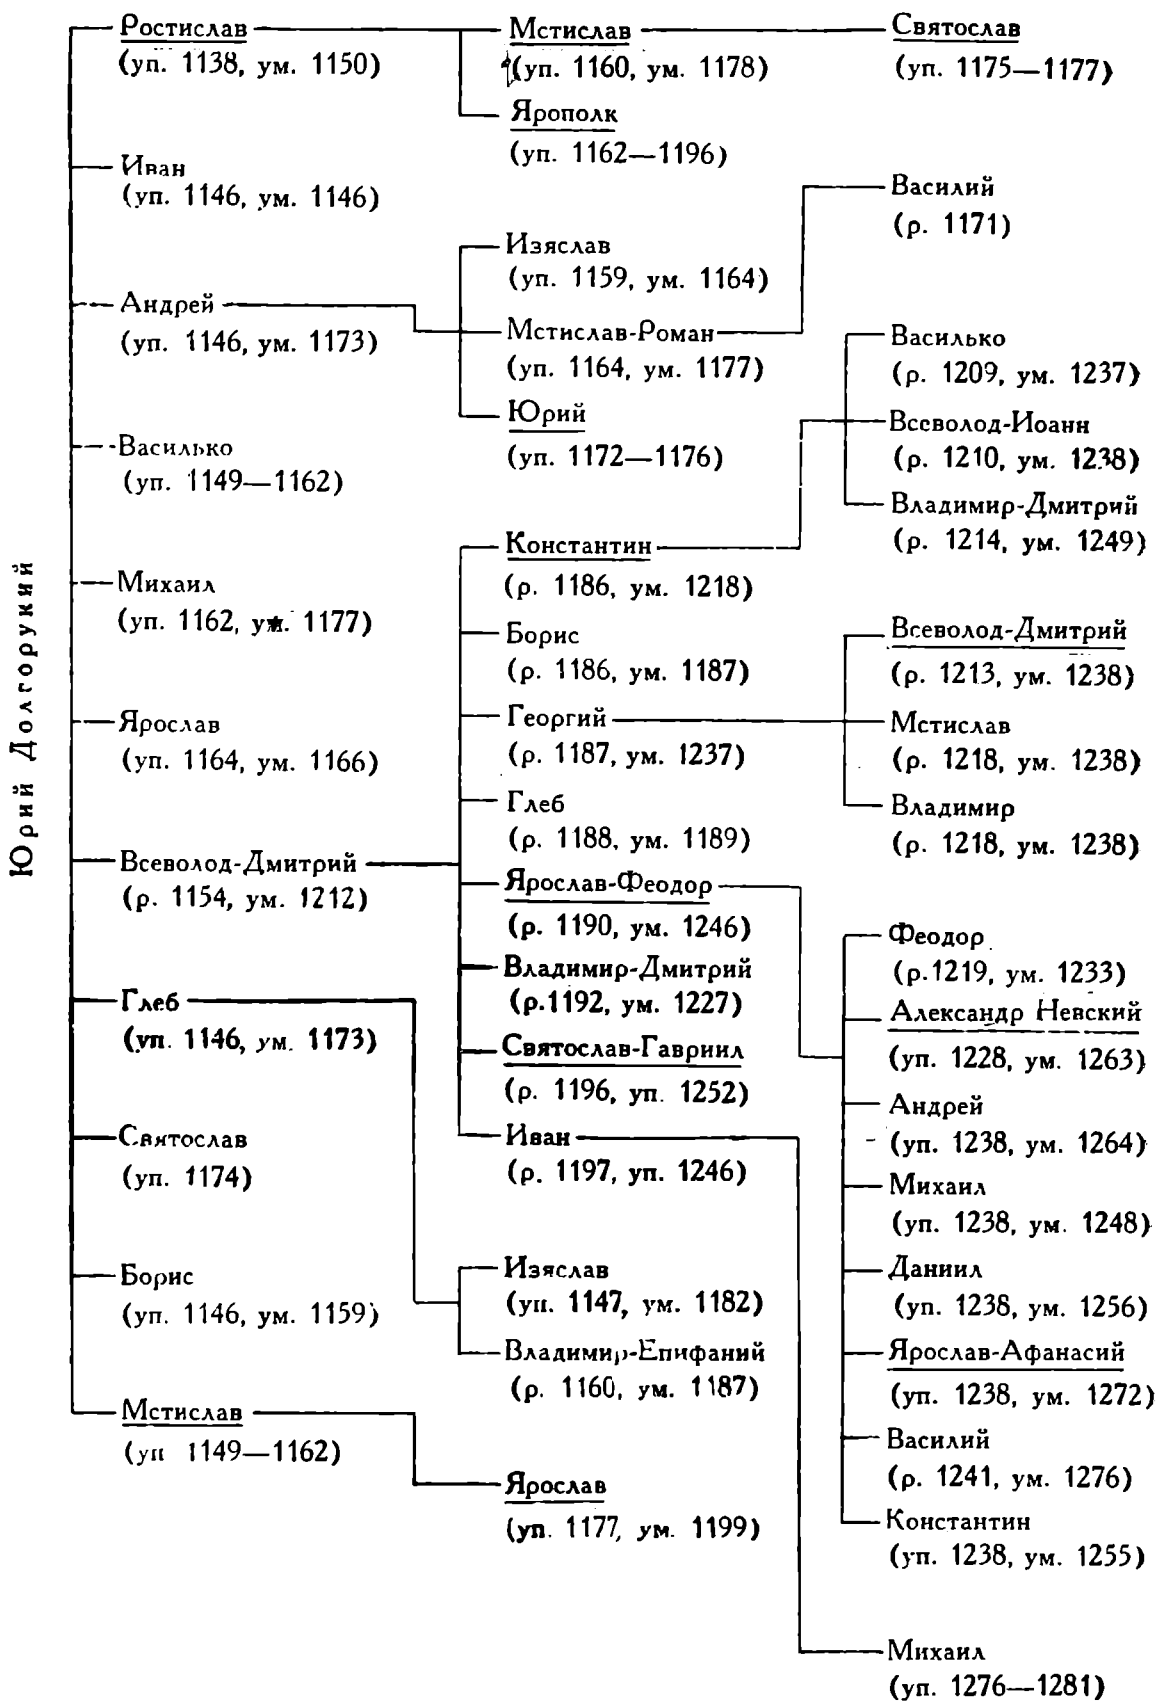 Юрий Долгорукий
Ростислав
(уп. 1138, ум. 1150)
Иван
(уп. 1146, ум. 1146)
Андрей
(уп. 1146, ум. 1173)
Василько
(уп. 1149—1162)
Михаил
(уп. 1162, ум. 1177)
Ярослав
(уп. 1164, ум. 1166)
Всеволод-Дмитрий
(р. 1154, ум. 1212)
Глеб
(уп. 1146, ум. 1173)
Святослав
(уп. 1174)
Борис
(уп. 1146, ум. 1159)
Мстислав
(уп 1149—1162)
Мстислав
(уп. 1160, ум. 1178)
Ярополк
(уп. 1162—1196)
Изяслав
(уп. 1159, ум. 1164)
Мстислав-Роман
(уп. 1164, ум. 1177)
Юрий
(уп. 1172—1176)
Константин
(р. 1186, ум. 1218)
Борис
(р. 1186, ум. 1187)
Георгий
(р. 1187, ум. 1237)
Глеб
(р. 1188, ум. 1189)
Ярослав-Феодор
(р. 1190, ум. 1246)
Владимир-Дмитрий
(р.1192, ум. 1227)
Святослав-Гавриил
(р. 1196, уп. 1252)
Иван
(р. 1197, уп. 1246)
Изяслав
(уп. 1147, ум. 1182)
Владимир-Епифаний
(р. 1160, ум. 1187)
Ярослав
(уп. 1177, ум. 1199)
Святослав
(уп. 1175—1177)
Василий
(р. 1171)
Василько
(р. 1209, ум. 1237)
Всеволод-Иоанн
(р. 1210, ум. 1238)
Владимир-Дмитрий
(р. 1214, ум. 1249)
Всеволод-Дмитрий
(р. 1213, ум. 1238)
Мстислав
(р. 1218, ум. 1238)
Владимир
(р. 1218, ум. 1238)
Феодор
(р.1219, ум. 1233)
Александр Невский
(уп. 1228, ум. 1263)
Андрей
(уп. 1238, ум. 1264)
Михаил
(уп. 1238, ум. 1248)
Даниил
(уп. 1238, ум. 1256)
Ярослав-Афанасий
(уп. 1238, ум. 1272)
Василий
(р. 1241, ум. 1276)
Константин
(уп. 1238, ум. 1255)
Михаил
(уп. 1276—1281)